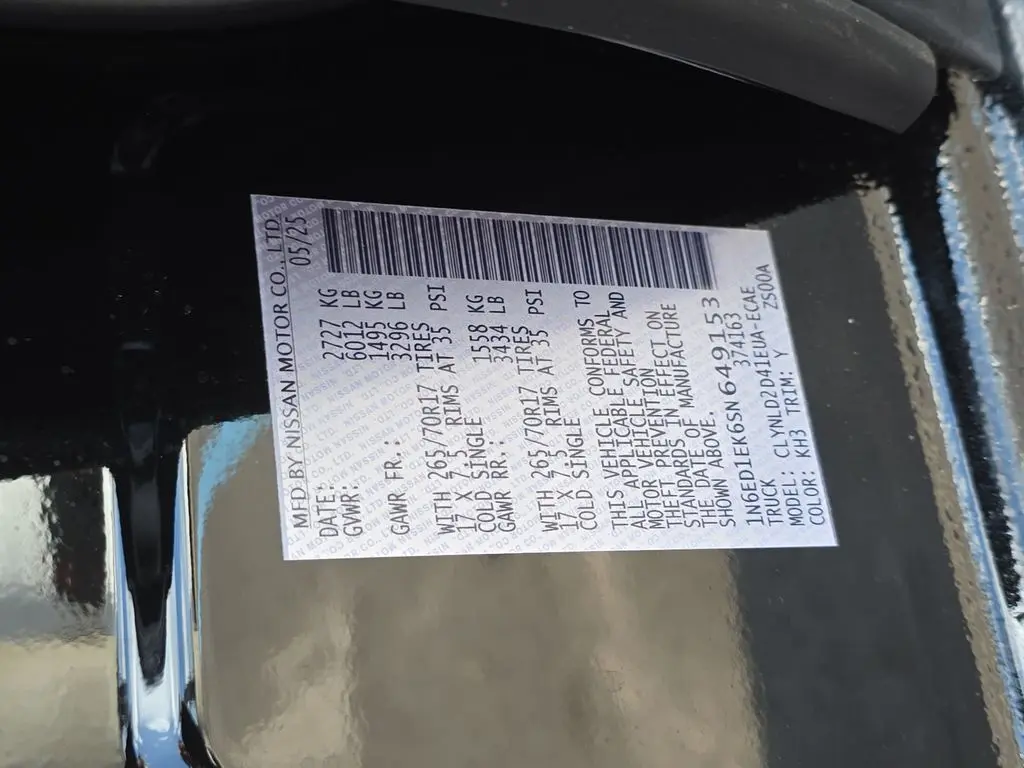 MFD BY NISSAN MOTOR CO., LTD.
DATE: 05/25
GVWR: 2727 KG
6012 LB
GAWR FR.: 1495 KG
3296 LB
WITH 265/70R17 TIRES
17 X 7.5 RIMS AT 35 PSI
COLD SINGLE
GAWR RR.: 1558 KG
3434 LB
WITH 265/70R17 TIRES
17 X 7.5 RIMS AT 35 PSI
COLD SINGLE
THIS VEHICLE CONFORMS TO
ALL APPLICABLE FEDERAL
MOTOR VEHICLE SAFETY AND
THEFT PREVENTION
STANDARDS IN EFFECT ON
THE DATE OF MANUFACTURE
SHOWN ABOVE.
1N6ED1EK6SN649153
TRUCK 374163
MODEL: CLYNLD2D41EUA-ECAE
COLOR: KH3 TRIM: Y ZS00A